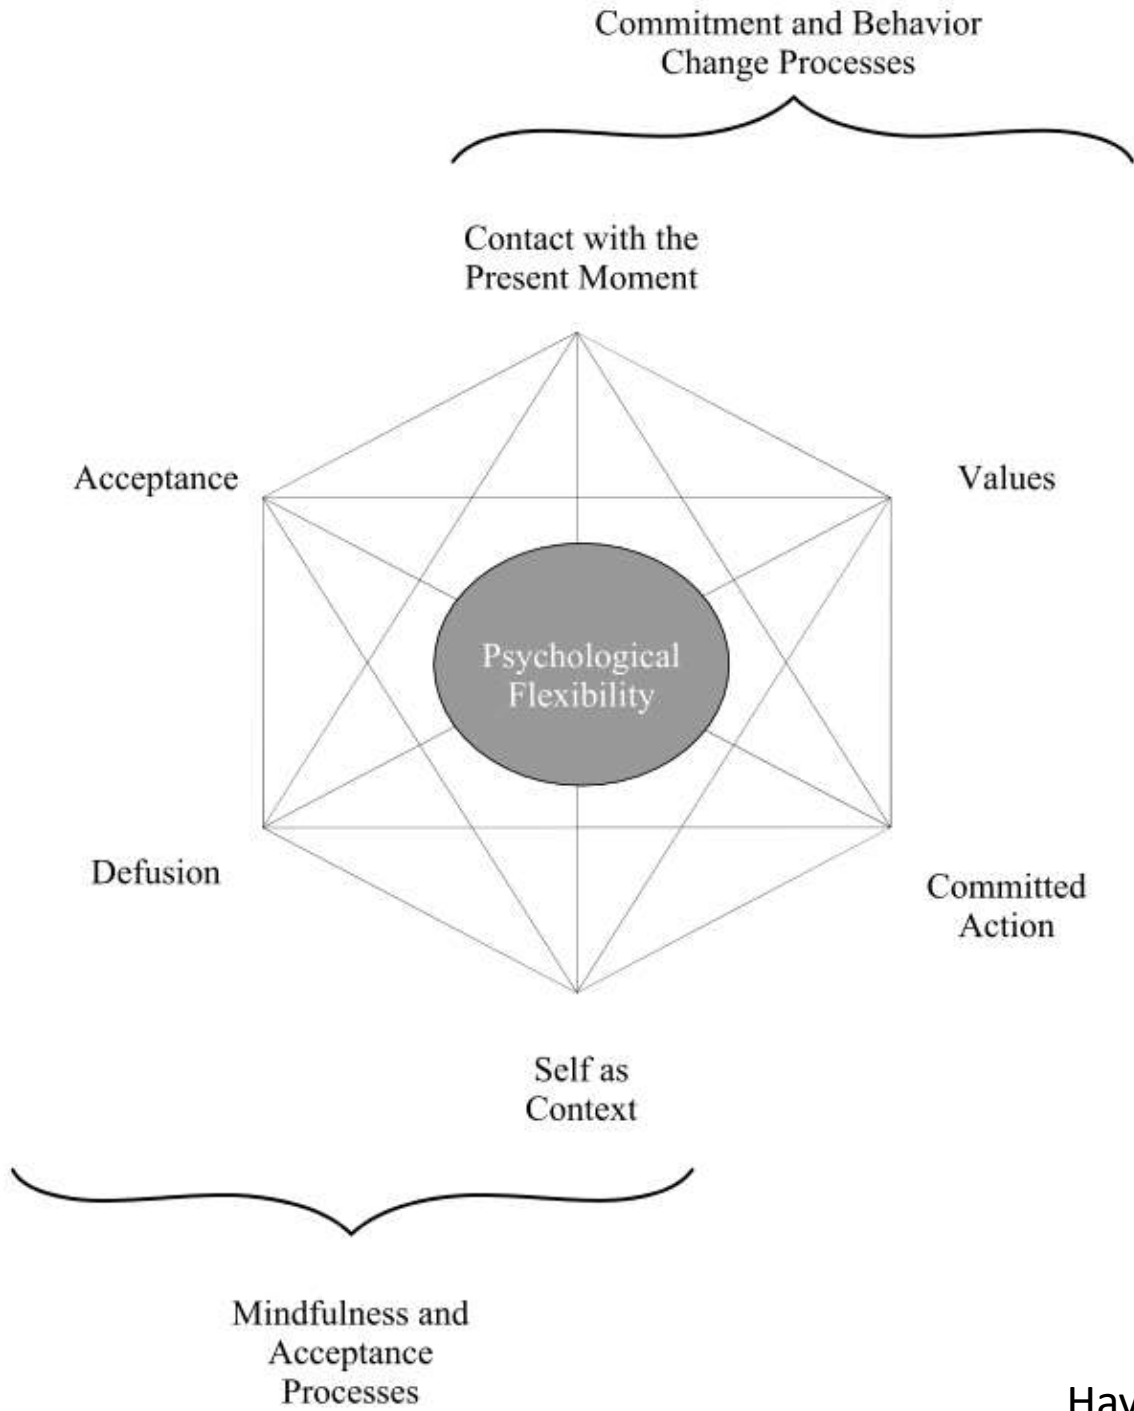 Commitment and Behavior
Change Processes
Contact with the
Present Moment
Acceptance
Values
Psychological
Flexibility
Defusion
Committed
Action
Self as
Context
Mindfulness and
Acceptance
Processes